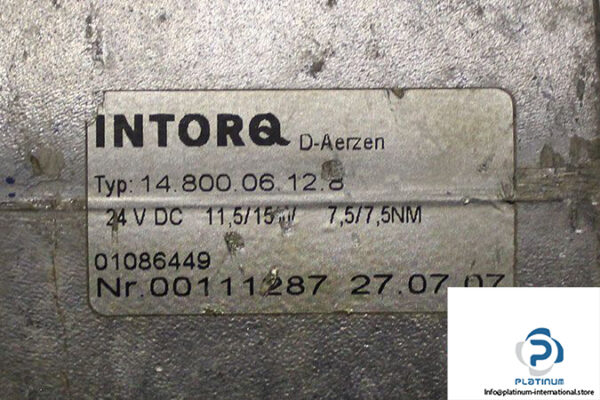 INTORQ D-Aerzen
Typ: 14.800.06.12.8
24 V DC 11,5/15 7,5/7,5NM
01086449
Nr.00111287 27.07.07
PLATINUM
Info@platinum-international.store